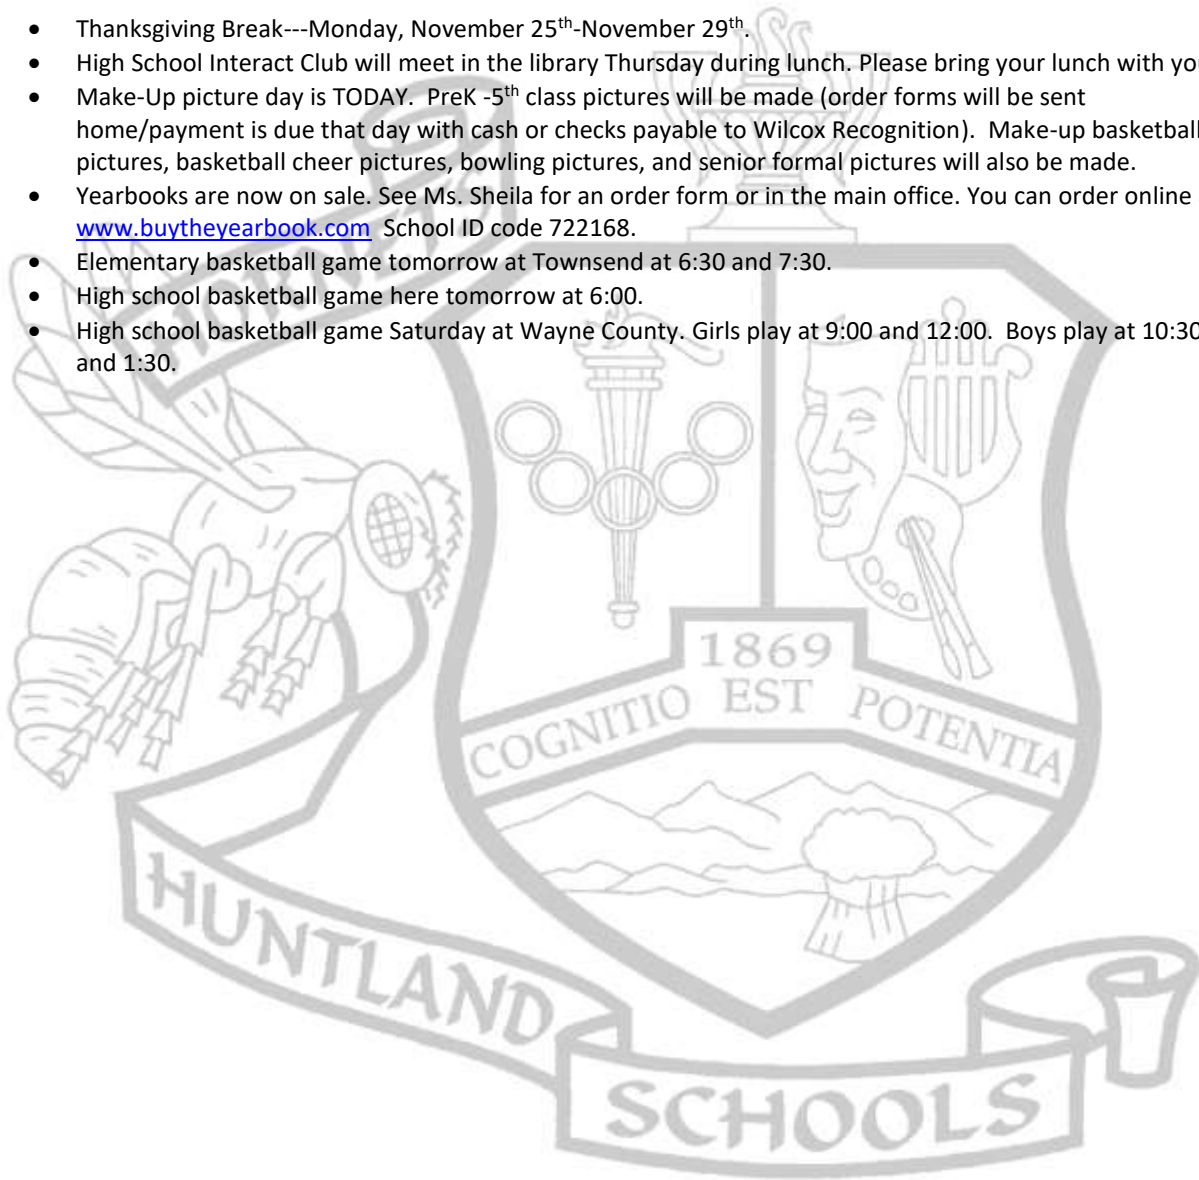 • Thanksgiving Break---Monday, November 25th-November 29th.
• High School Interact Club will meet in the library Thursday during lunch. Please bring your lunch with
• Make-Up picture day is TODAY. PreK -5th class pictures will be made (order forms will be sent
home/payment is due that day with cash or checks payable to Wilcox Recognition). Make-up basketball
pictures, basketball cheer pictures, bowling pictures, and senior formal pictures will also be made.
• Yearbooks are now on sale. See Ms. Sheila for an order form or in the main office. You can order online
www.buytheyearbook.com School ID code 722168.
• Elementary basketball game tomorrow at Townsend at 6:30 and 7:30.
• High school basketball game here tomorrow at 6:00.
• High school basketball game Saturday at Wayne County. Girls play at 9:00 and 12:00. Boys play at 10:30
and 1:30.
HORNETS
1869
COGNITIO EST POTENTIA
HUNTLAND
SCHOOLS